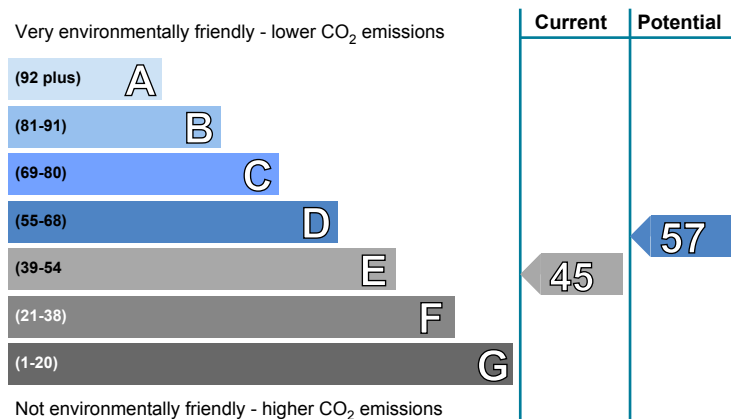 Current Potential
Very environmentally friendly - lower CO₂ emissions
(92 plus) A
(81-91) B
(69-80) C
(55-68) D
57
(39-54 E
45
(21-38) F
(1-20) G
Not environmentally friendly - higher CO₂ emissions